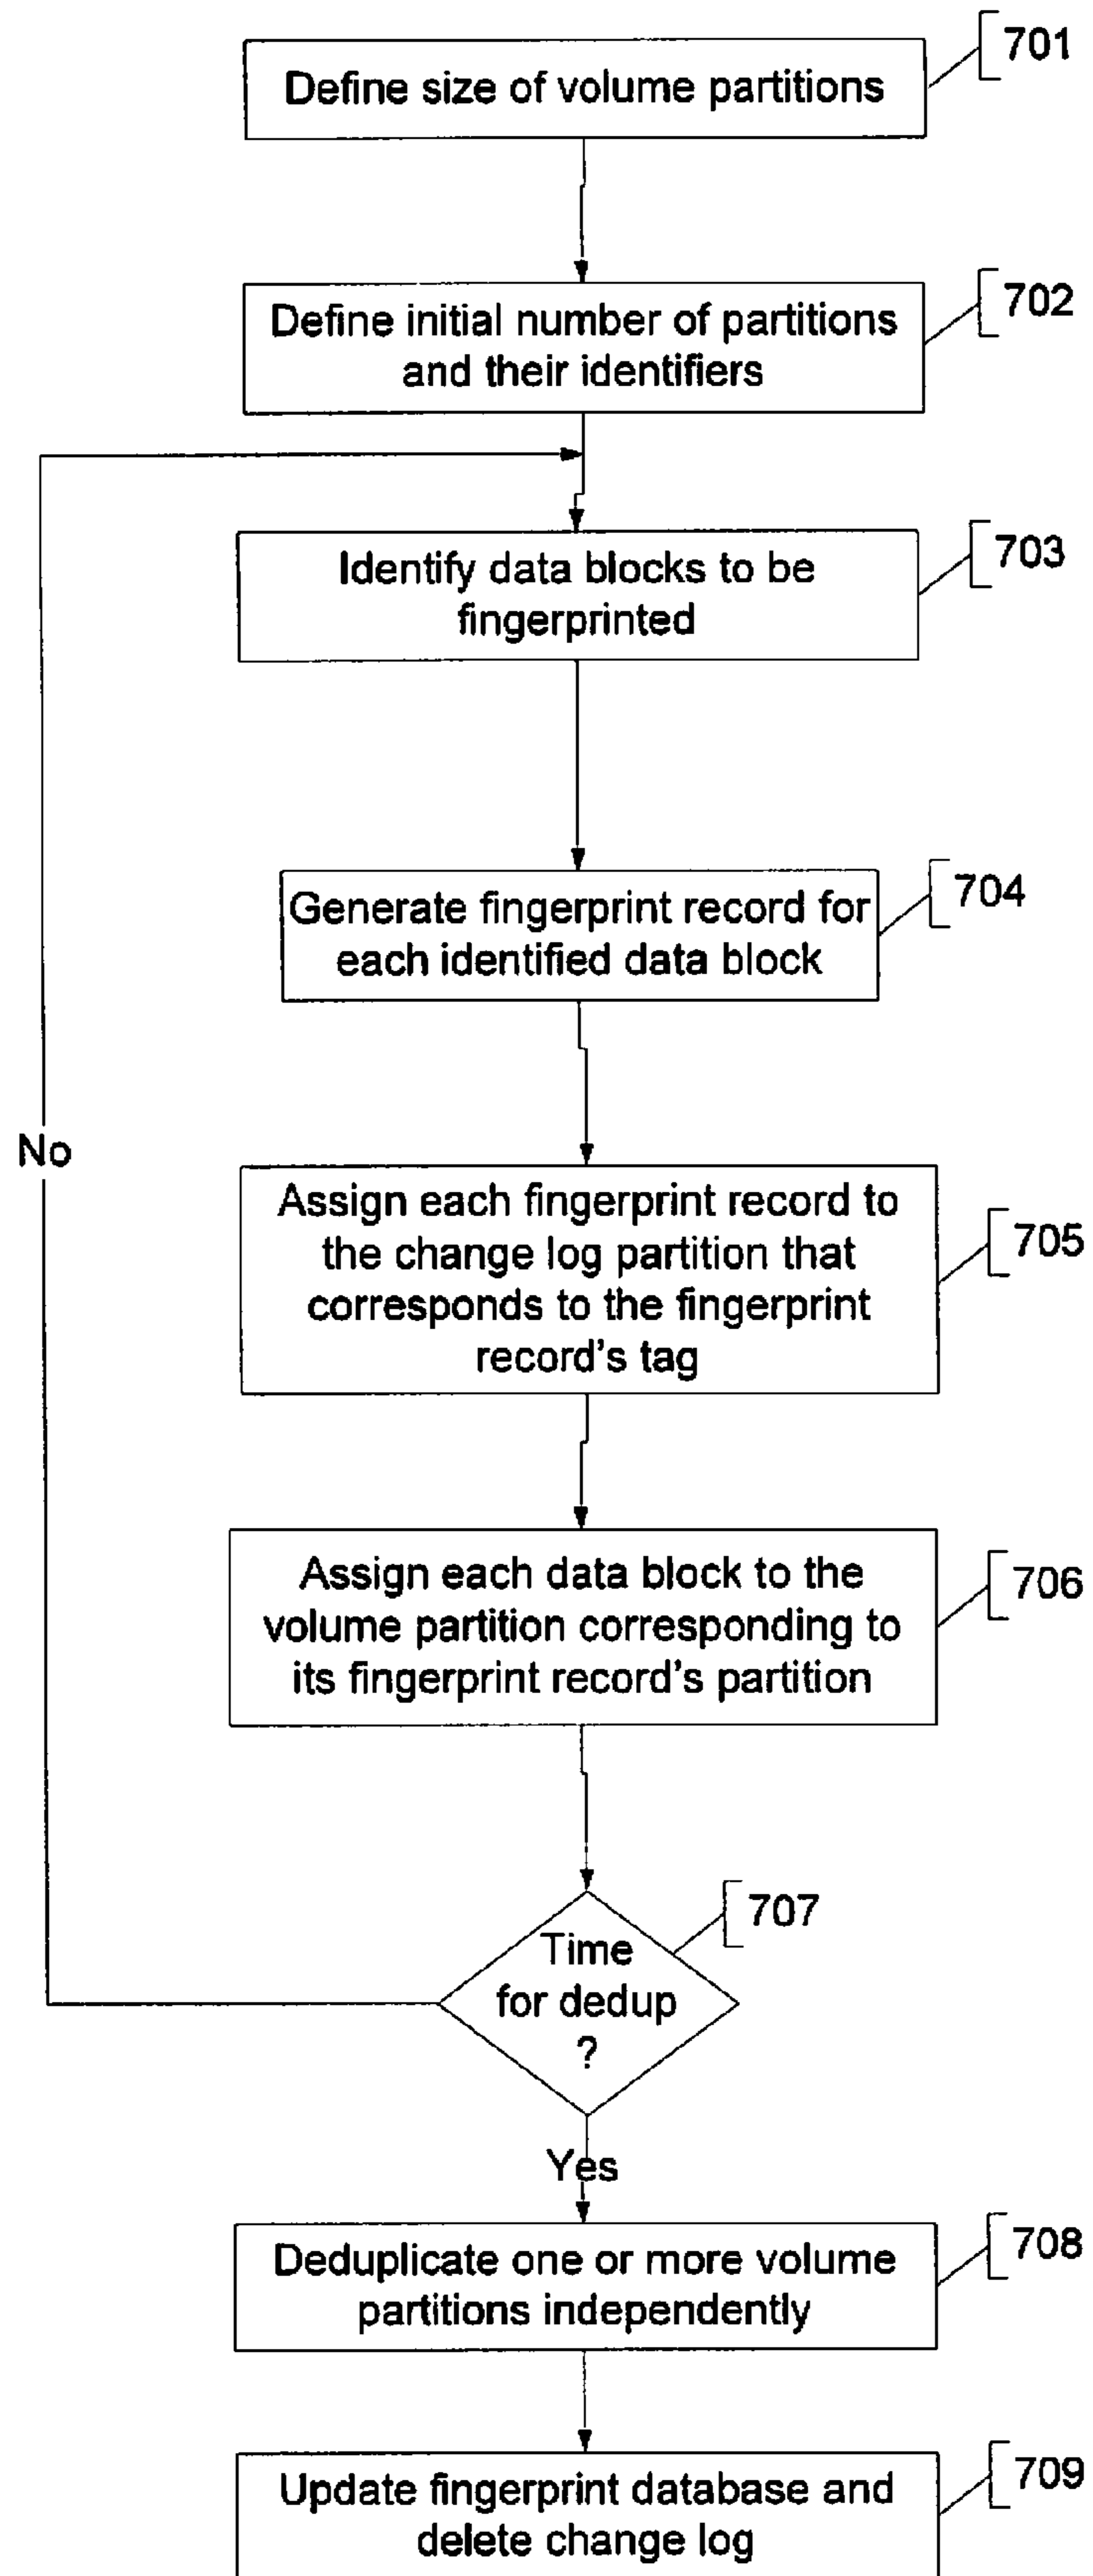 701
Define size of volume partitions
702
Define initial number of partitions
and their identifiers
703
Identify data blocks to be
fingerprinted
704
Generate fingerprint record for
each identified data block
No
705
Assign each fingerprint record to
the change log partition that
corresponds to the fingerprint
record's tag
706
Assign each data block to the
volume partition corresponding to
its fingerprint record's partition
707
Time
for dedup
?
Yes
708
Deduplicate one or more volume
partitions independently
709
Update fingerprint database and
delete change log